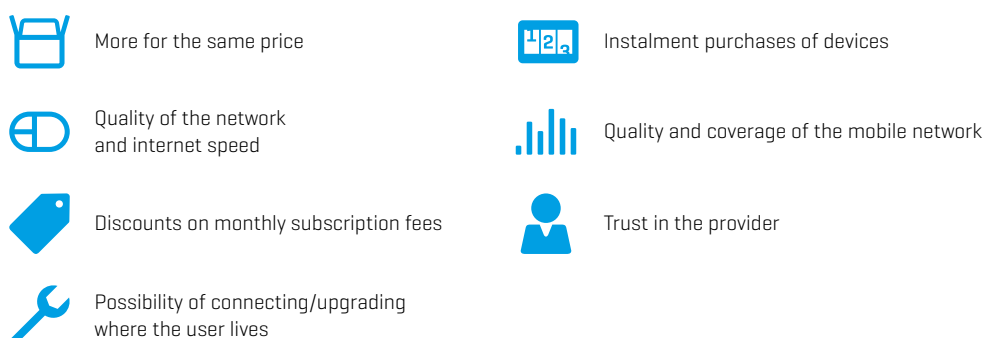 More for the same price
Quality of the network
and internet speed
Discounts on monthly subscription fees
Possibility of connecting/upgrading
where the user lives
123
Instalment purchases of devices
Quality and coverage of the mobile network
Trust in the provider